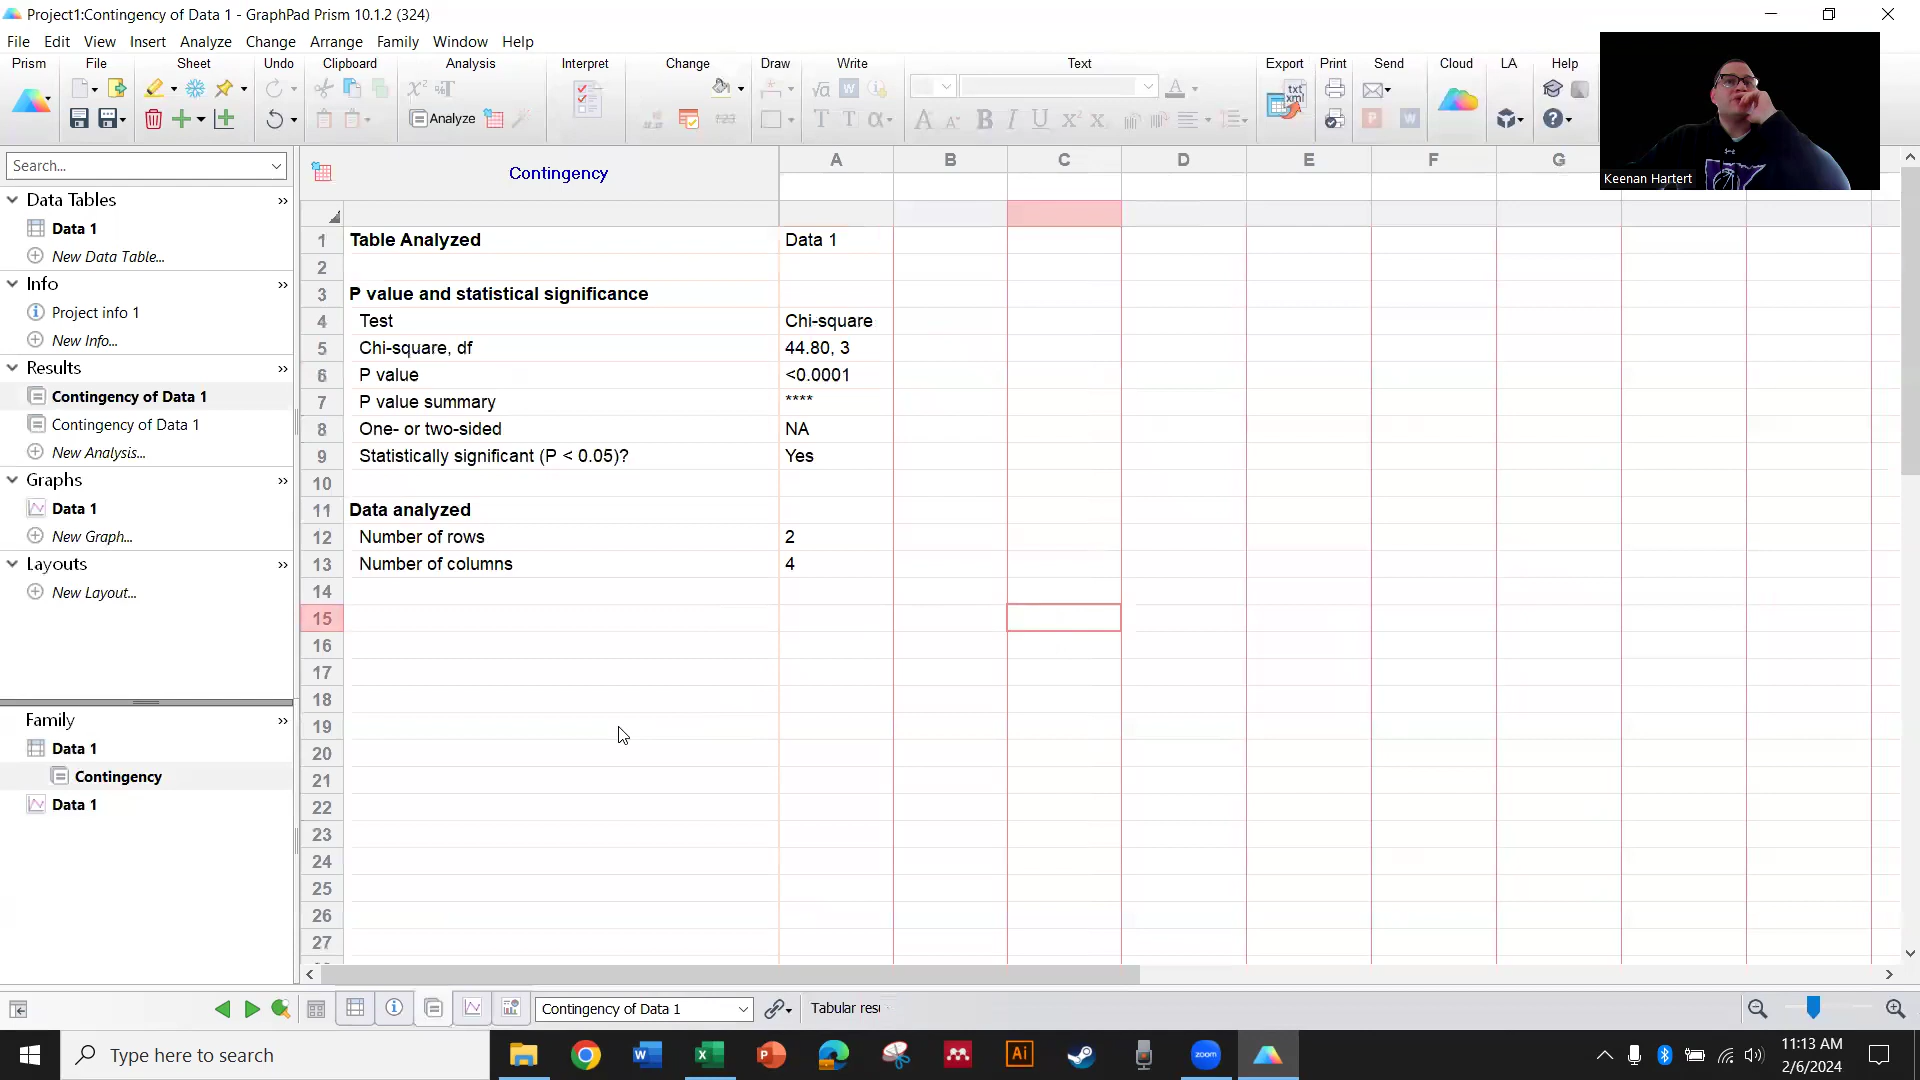 Project1:Contingency of Data 1 - GraphPad Prism 10.1.2 (324)
File Edit View Insert Analyze Change Arrange Family Window Help
Prism File Sheet Undo Clipboard Analysis Interpret Change Draw Write Text Export Print Send Cloud LA Help
Analyze
Keenan Hartert
Search...
Data Tables
Data 1
New Data Table...
Info
Project info 1
New Info...
Results
Contingency of Data 1
Contingency of Data 1
New Analysis...
Graphs
Data 1
New Graph...
Layouts
New Layout...
Family
Data 1
Contingency
Data 1
Contingency A B C D E F G
1 Table Analyzed Data 1
2
3 P value and statistical significance
4 Test Chi-square
5 Chi-square, df 44.80, 3
6 P value <0.0001
7 P value summary ****
8 One- or two-sided NA
9 Statistically significant (P < 0.05)? Yes
10
11 Data analyzed
12 Number of rows 2
13 Number of columns 4
14
15
16
17
18
19
20
21
22
23
24
25
26
27
Contingency of Data 1 Tabular resu
Type here to search
zoom
11:13 AM
2/6/2024